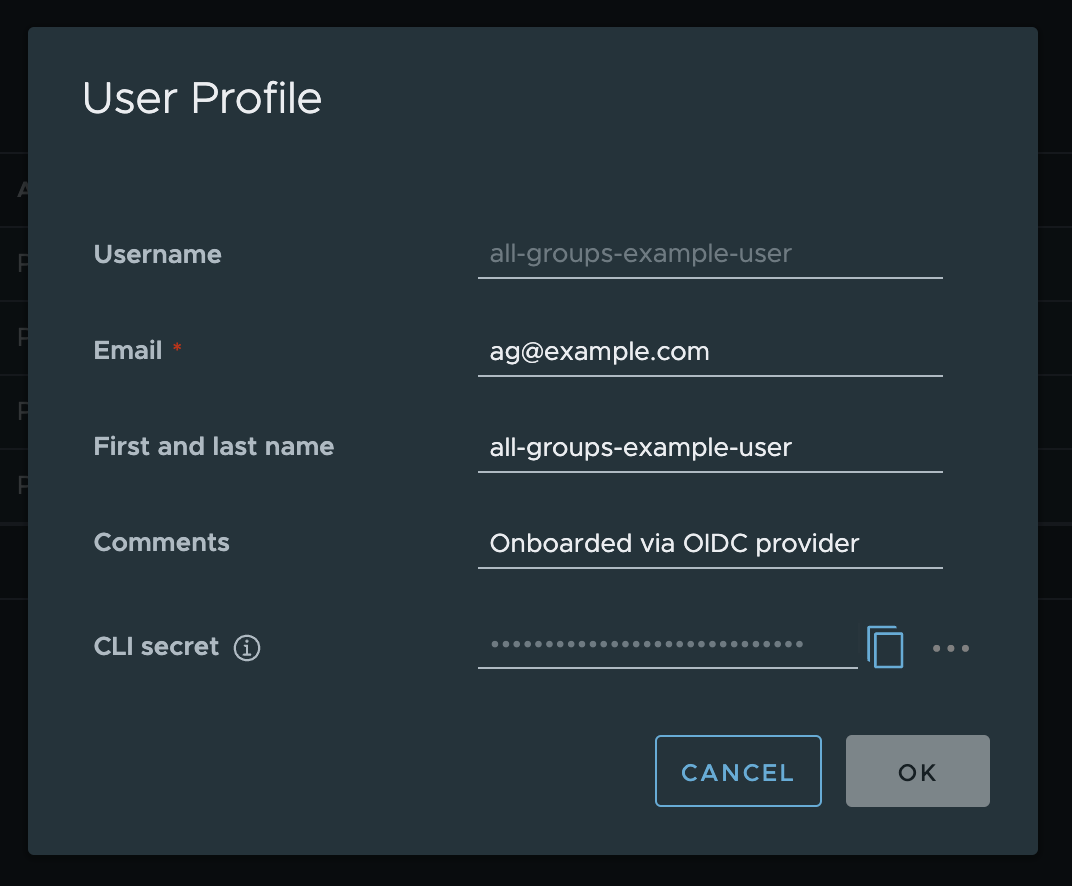 User Profile
Username
all-groups-example-user
Email *
ag@example.com
First and last name
all-groups-example-user
Comments
Onboarded via OIDC provider
CLI secret
CANCEL
OK